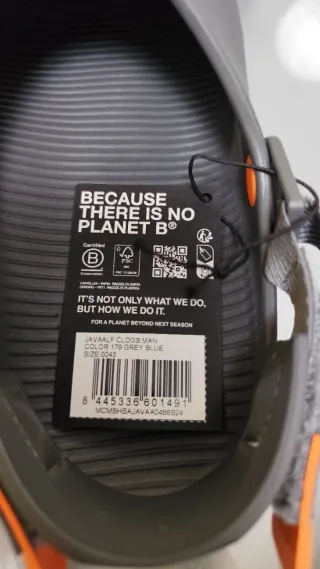 BECAUSE
THERE IS NO
PLANET B®
Certified
B
Corporation
FSC
IT'S NOT ONLY WHAT WE DO,
BUT HOW WE DO IT.
FOR A PLANET BEYOND NEXT SEASON
JAVAALF CLOGS MAN
COLOR 179 GREY BLUE
SIZE 0043
8 445336 601491
MCMSHSAJAVAA0466S24